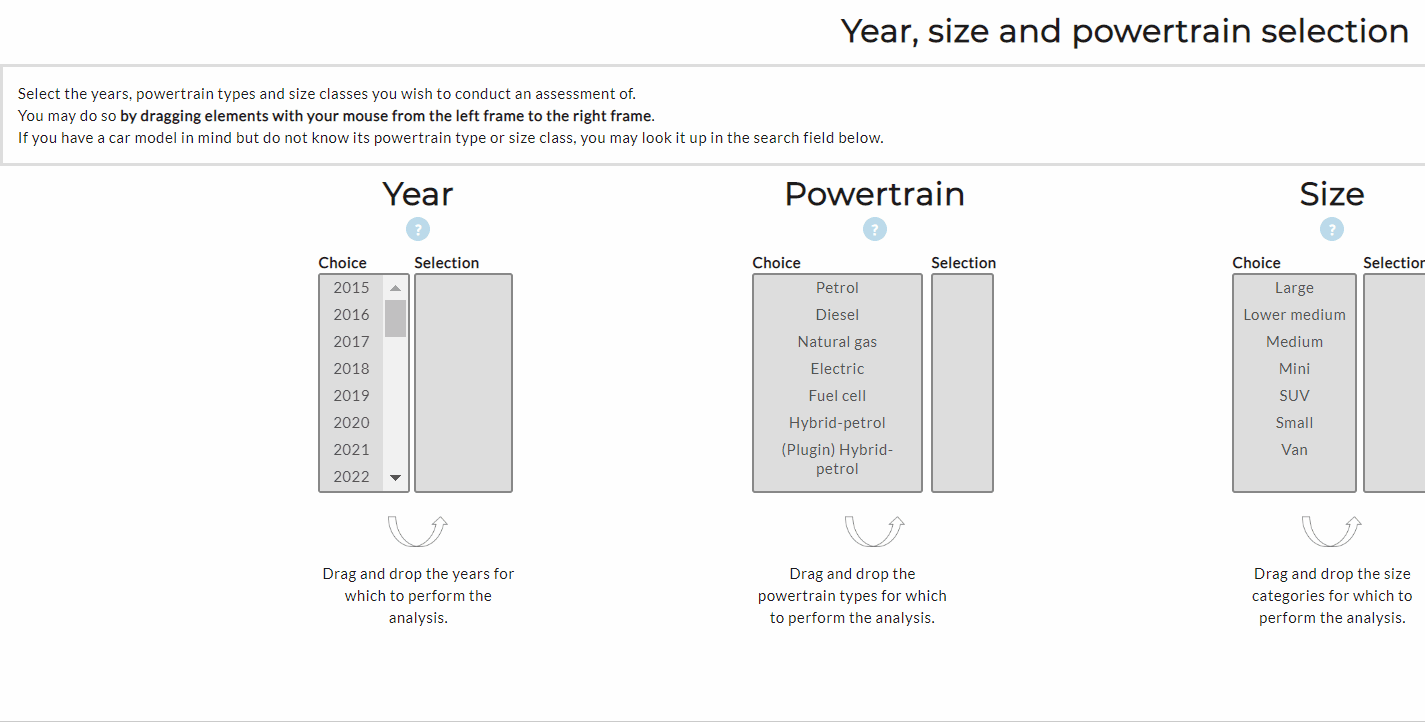 Year, size and powertrain selection
Select the years, powertrain types and size classes you wish to conduct an assessment of.
You may do so by dragging elements with your mouse from the left frame to the right frame.
If you have a car model in mind but do not know its powertrain type or size class, you may look it up in the search field below.
Year
?
Choice
Selection
2015
2016
2017
2018
2019
2020
2021
2022
Drag and drop the years for
which to perform the
analysis.
Powertrain
?
Choice
Selection
Petrol
Diesel
Natural gas
Electric
Fuel cell
Hybrid-petrol
(Plugin) Hybrid-
petrol
Drag and drop the
powertrain types for which
to perform the analysis.
Size
?
Choice
Selection
Large
Lower medium
Medium
Mini
SUV
Small
Van
Drag and drop the size
categories for which to
perform the analysis.